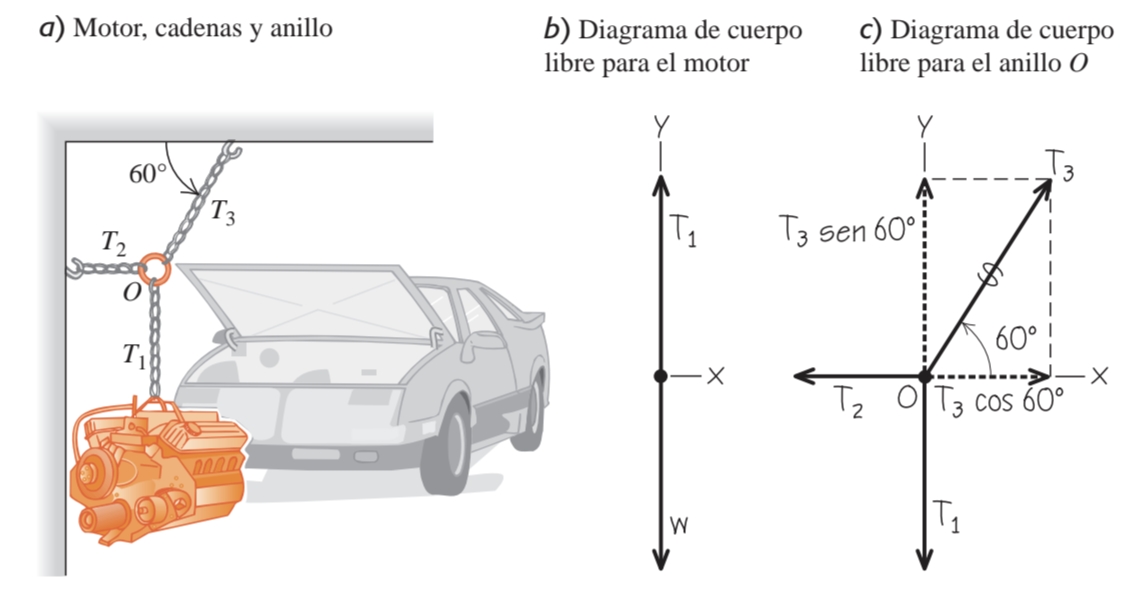 a) Motor, cadenas y anillo
60°
T3
T2
O
T1
b) Diagrama de cuerpo
libre para el motor
Y
T1
X
W
c) Diagrama de cuerpo
libre para el anillo O
Y
T3
T3 sen 60°
60°
X
T2
O
T3 cos 60°
T1